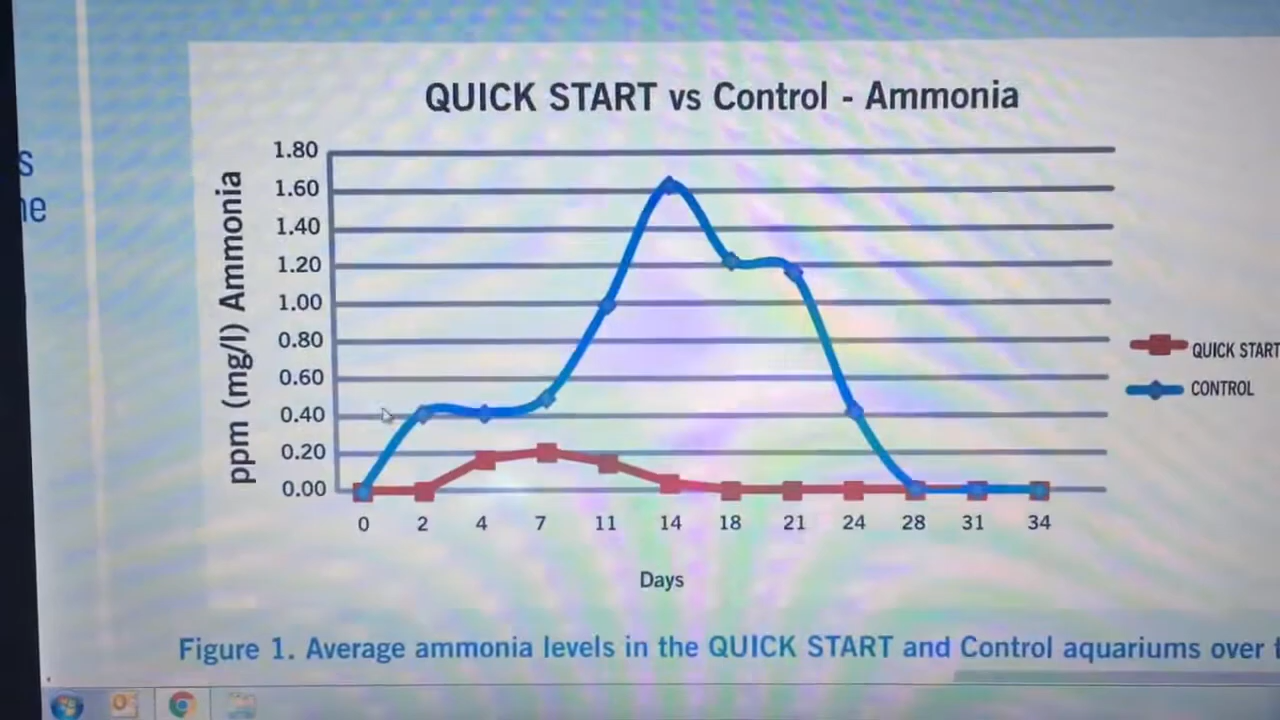 s
ne
QUICK START vs Control - Ammonia
ppm (mg/l) Ammonia
1.80
1.60
1.40
1.20
1.00
0.80
0.60
0.40
0.20
0.00
0 2 4 7 11 14 18 21 24 28 31 34
Days
QUICK START
CONTROL
Figure 1. Average ammonia levels in the QUICK START and Control aquariums over